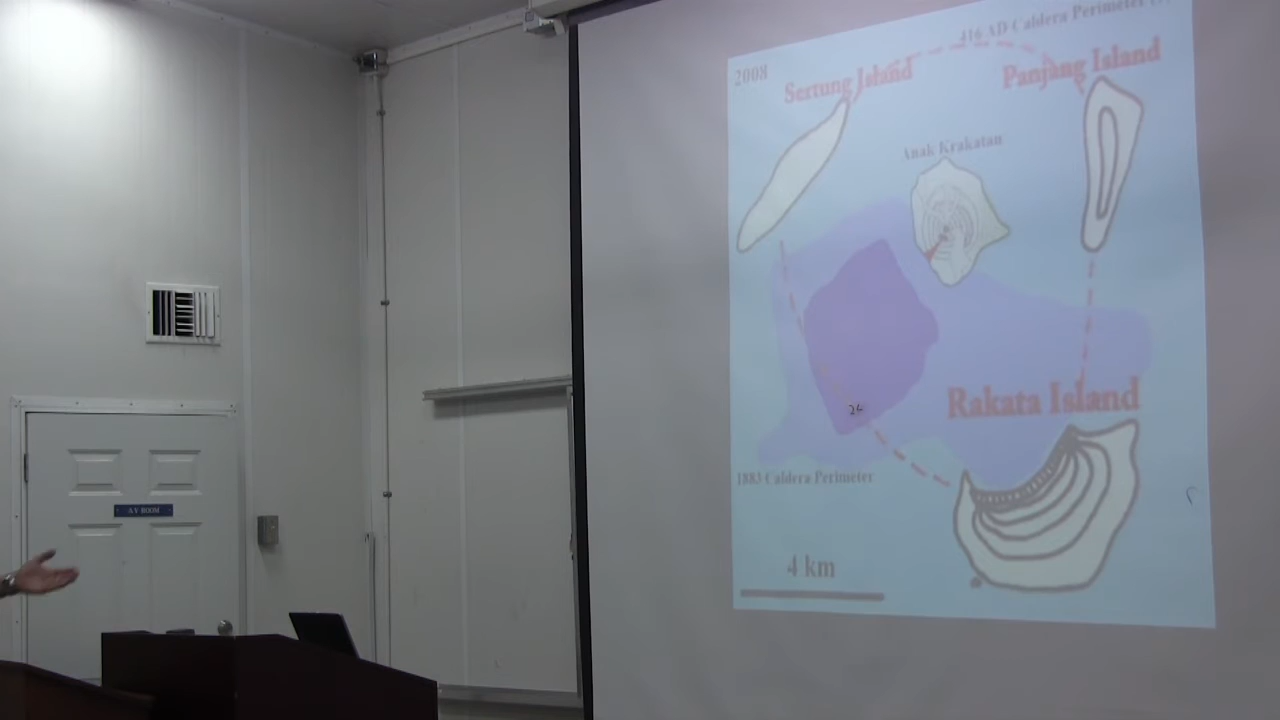 416 AD Caldera Perimeter
2008
Sertung Island
Panjang Island
Anak Krakatau
Rakata Island
24
1883 Caldera Perimeter
4 km
A V ROOM